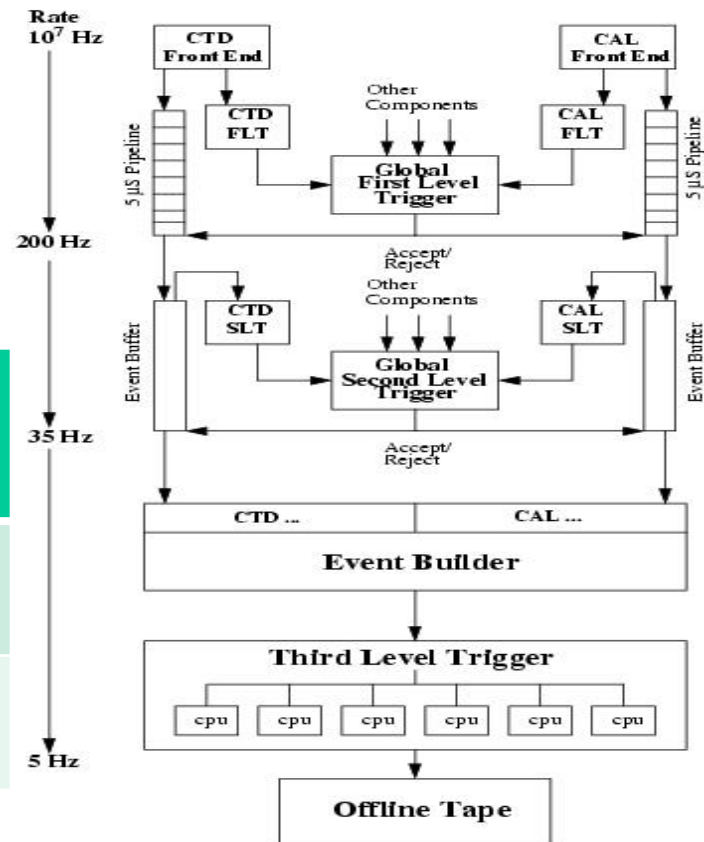 Rate
10⁷ Hz
CTD
Front End
CAL
Front End
Other
Components
CTD
FLT
CAL
FLT
5 µS Pipeline
Global
First Level
Trigger
5 µS Pipeline
200 Hz
Accept/
Reject
Other
Components
CTD
SLT
CAL
SLT
Event Buffer
Global
Second Level
Trigger
Event Buffer
35 Hz
Accept/
Reject
CTD ...
CAL ...
Event Builder
Third Level Trigger
cpu
cpu
cpu
cpu
cpu
cpu
5 Hz
Offline Tape